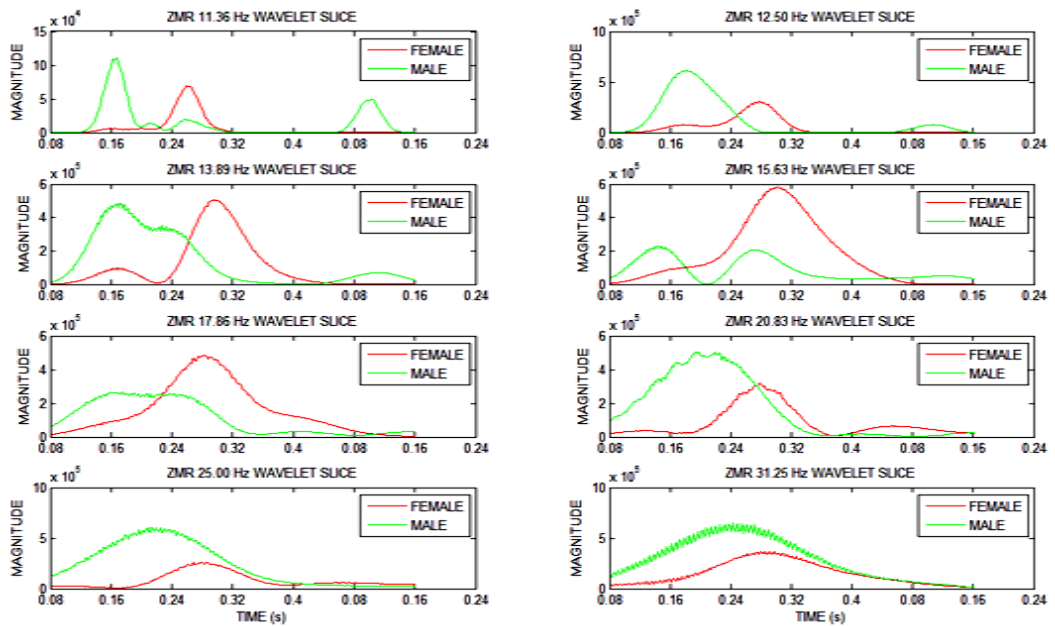 ZMR 11.36 Hz WAVELET SLICE
x 10^4
15
10
5
0
MAGNITUDE
FEMALE
MALE
0.08 0.16 0.24 0.32 0.4 0.08 0.16 0.24
ZMR 12.50 Hz WAVELET SLICE
x 10^5
10
5
0
MAGNITUDE
FEMALE
MALE
0.08 0.16 0.24 0.32 0.4 0.08 0.16 0.24
ZMR 13.89 Hz WAVELET SLICE
x 10^5
6
4
2
0
MAGNITUDE
FEMALE
MALE
0.08 0.16 0.24 0.32 0.4 0.08 0.16 0.24
ZMR 15.63 Hz WAVELET SLICE
x 10^5
6
4
2
0
MAGNITUDE
FEMALE
MALE
0.08 0.16 0.24 0.32 0.4 0.08 0.16 0.24
ZMR 17.86 Hz WAVELET SLICE
x 10^5
6
4
2
0
MAGNITUDE
FEMALE
MALE
0.08 0.16 0.24 0.32 0.4 0.08 0.16 0.24
ZMR 20.83 Hz WAVELET SLICE
x 10^5
6
4
2
0
MAGNITUDE
FEMALE
MALE
0.08 0.16 0.24 0.32 0.4 0.08 0.16 0.24
ZMR 25.00 Hz WAVELET SLICE
x 10^5
10
5
0
MAGNITUDE
FEMALE
MALE
0.08 0.16 0.24 0.32 0.4 0.08 0.16 0.24
TIME (s)
ZMR 31.25 Hz WAVELET SLICE
x 10^5
10
5
0
MAGNITUDE
FEMALE
MALE
0.08 0.16 0.24 0.32 0.4 0.08 0.16 0.24
TIME (s)